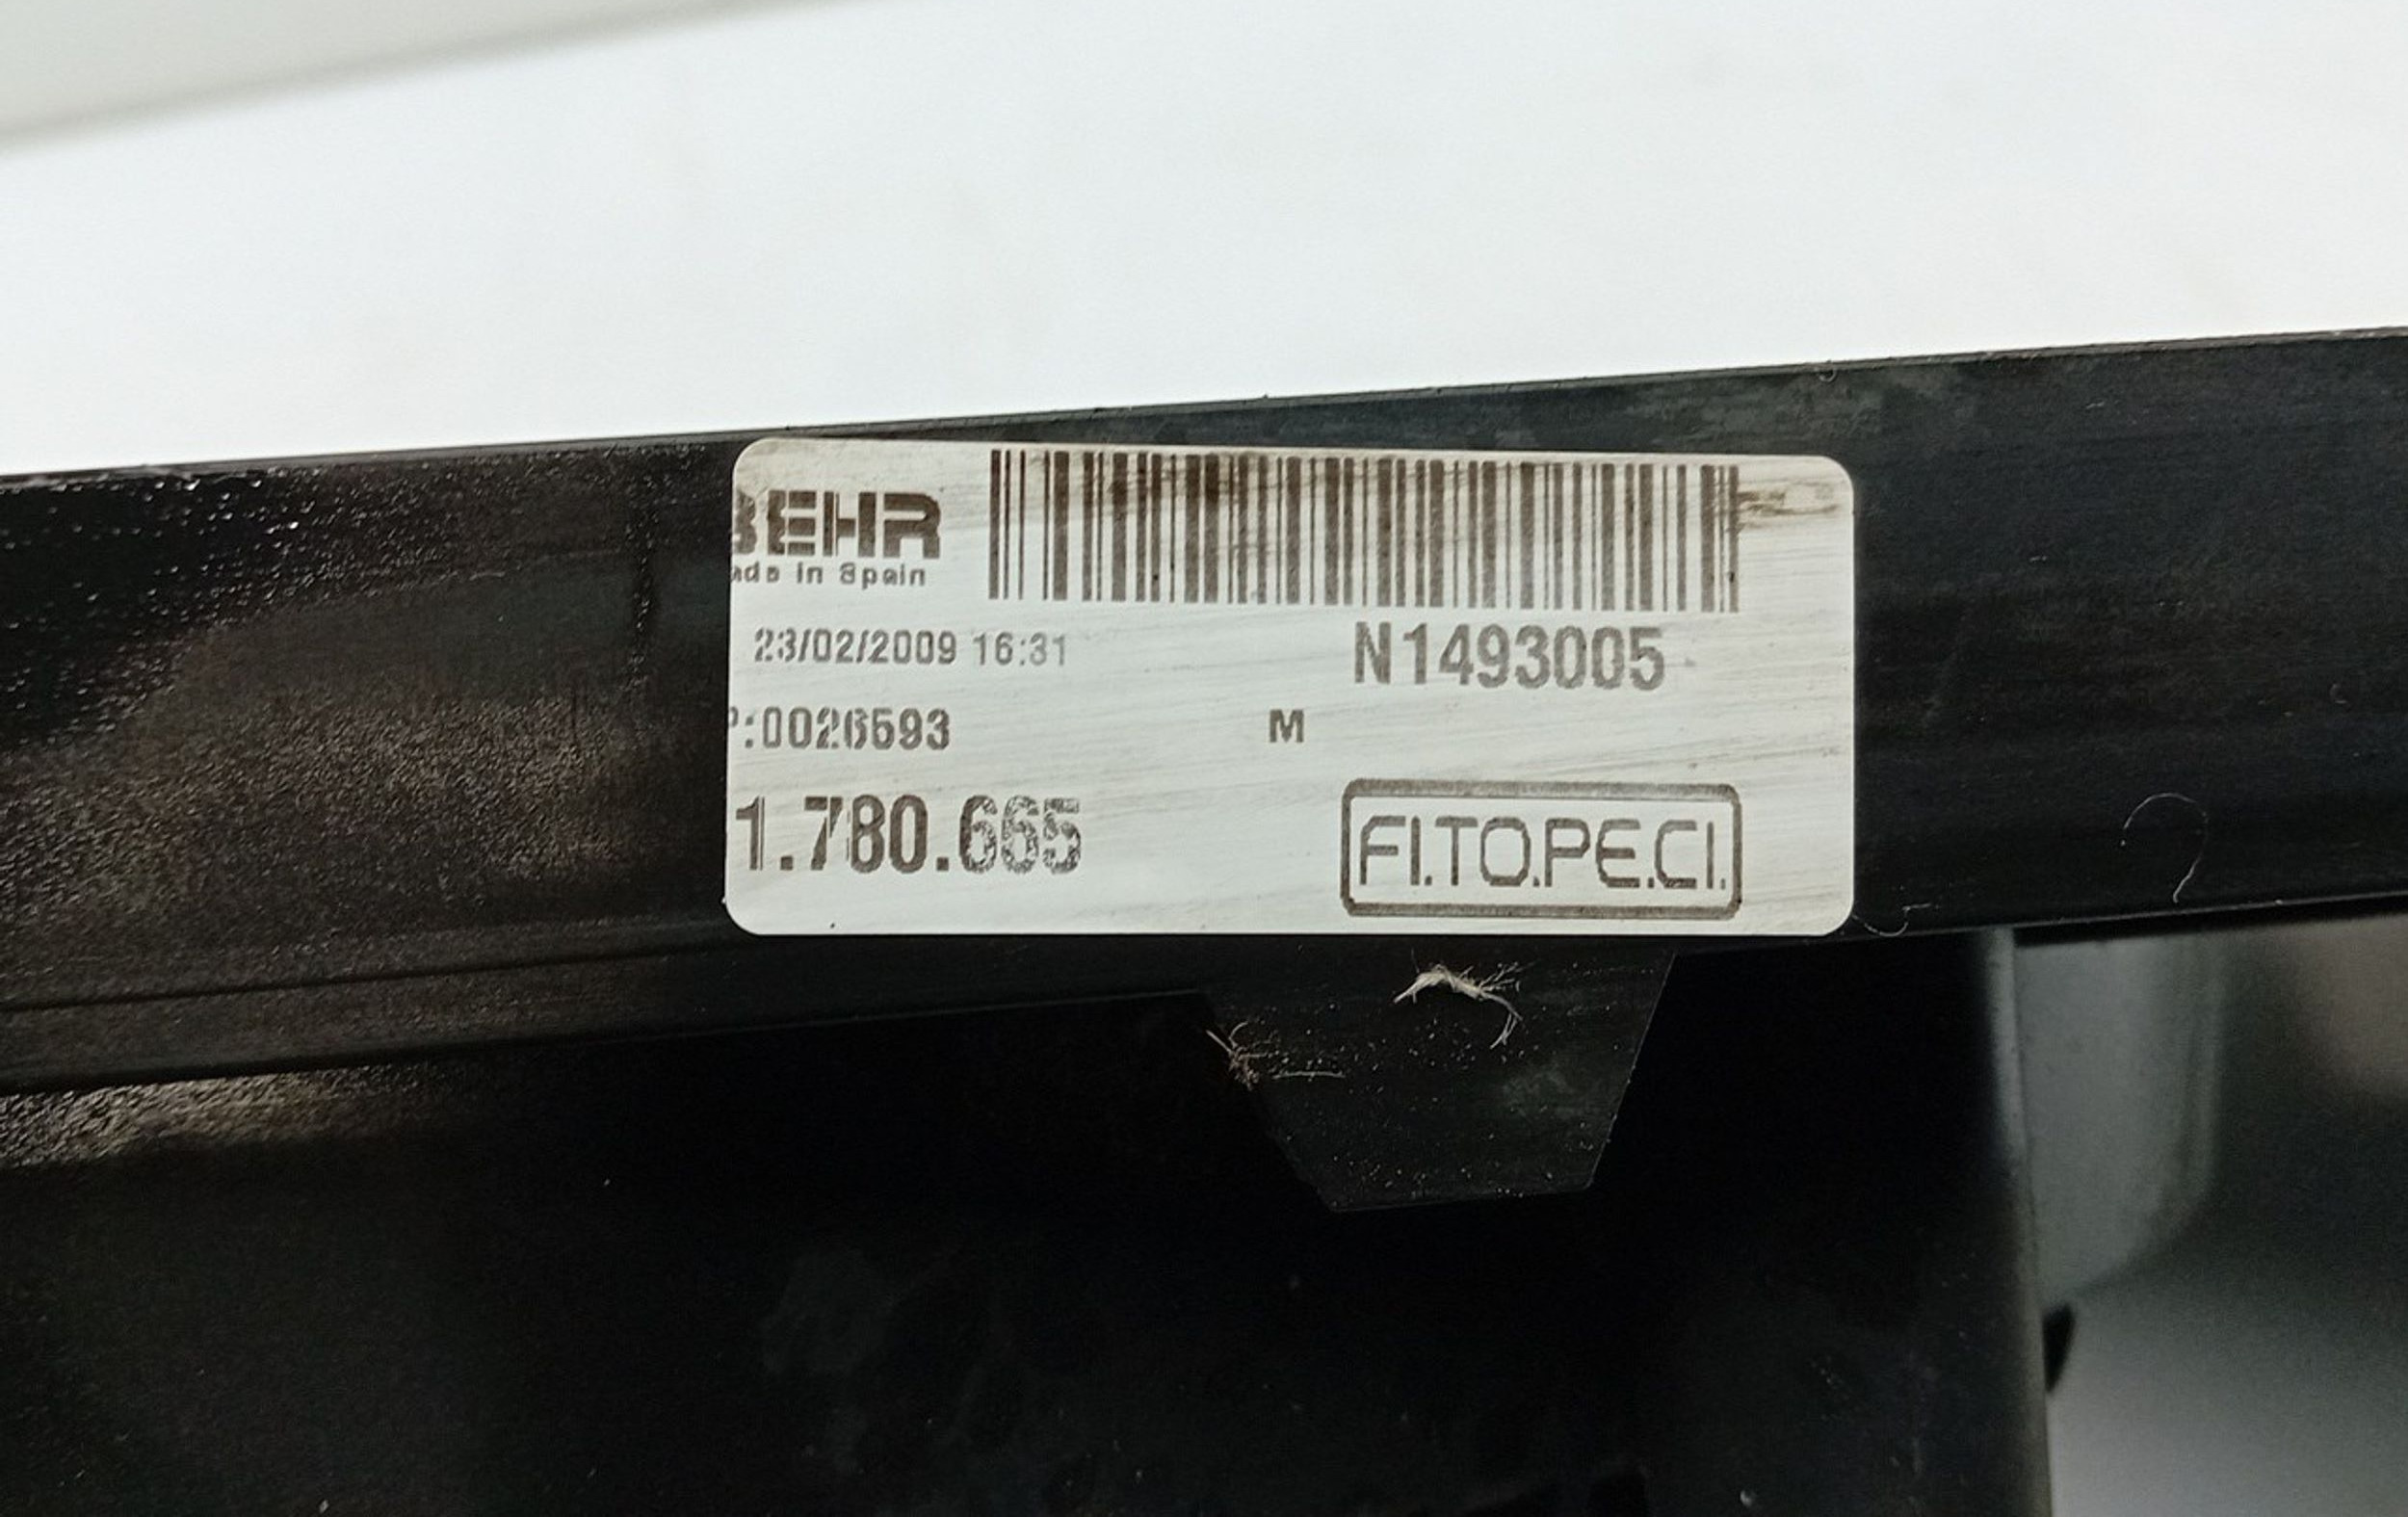 BEHR
ade in Spain
23/02/2009 16:31
N1493005
P:0026593
M
1.780.665
FI.TO.PE.CI.